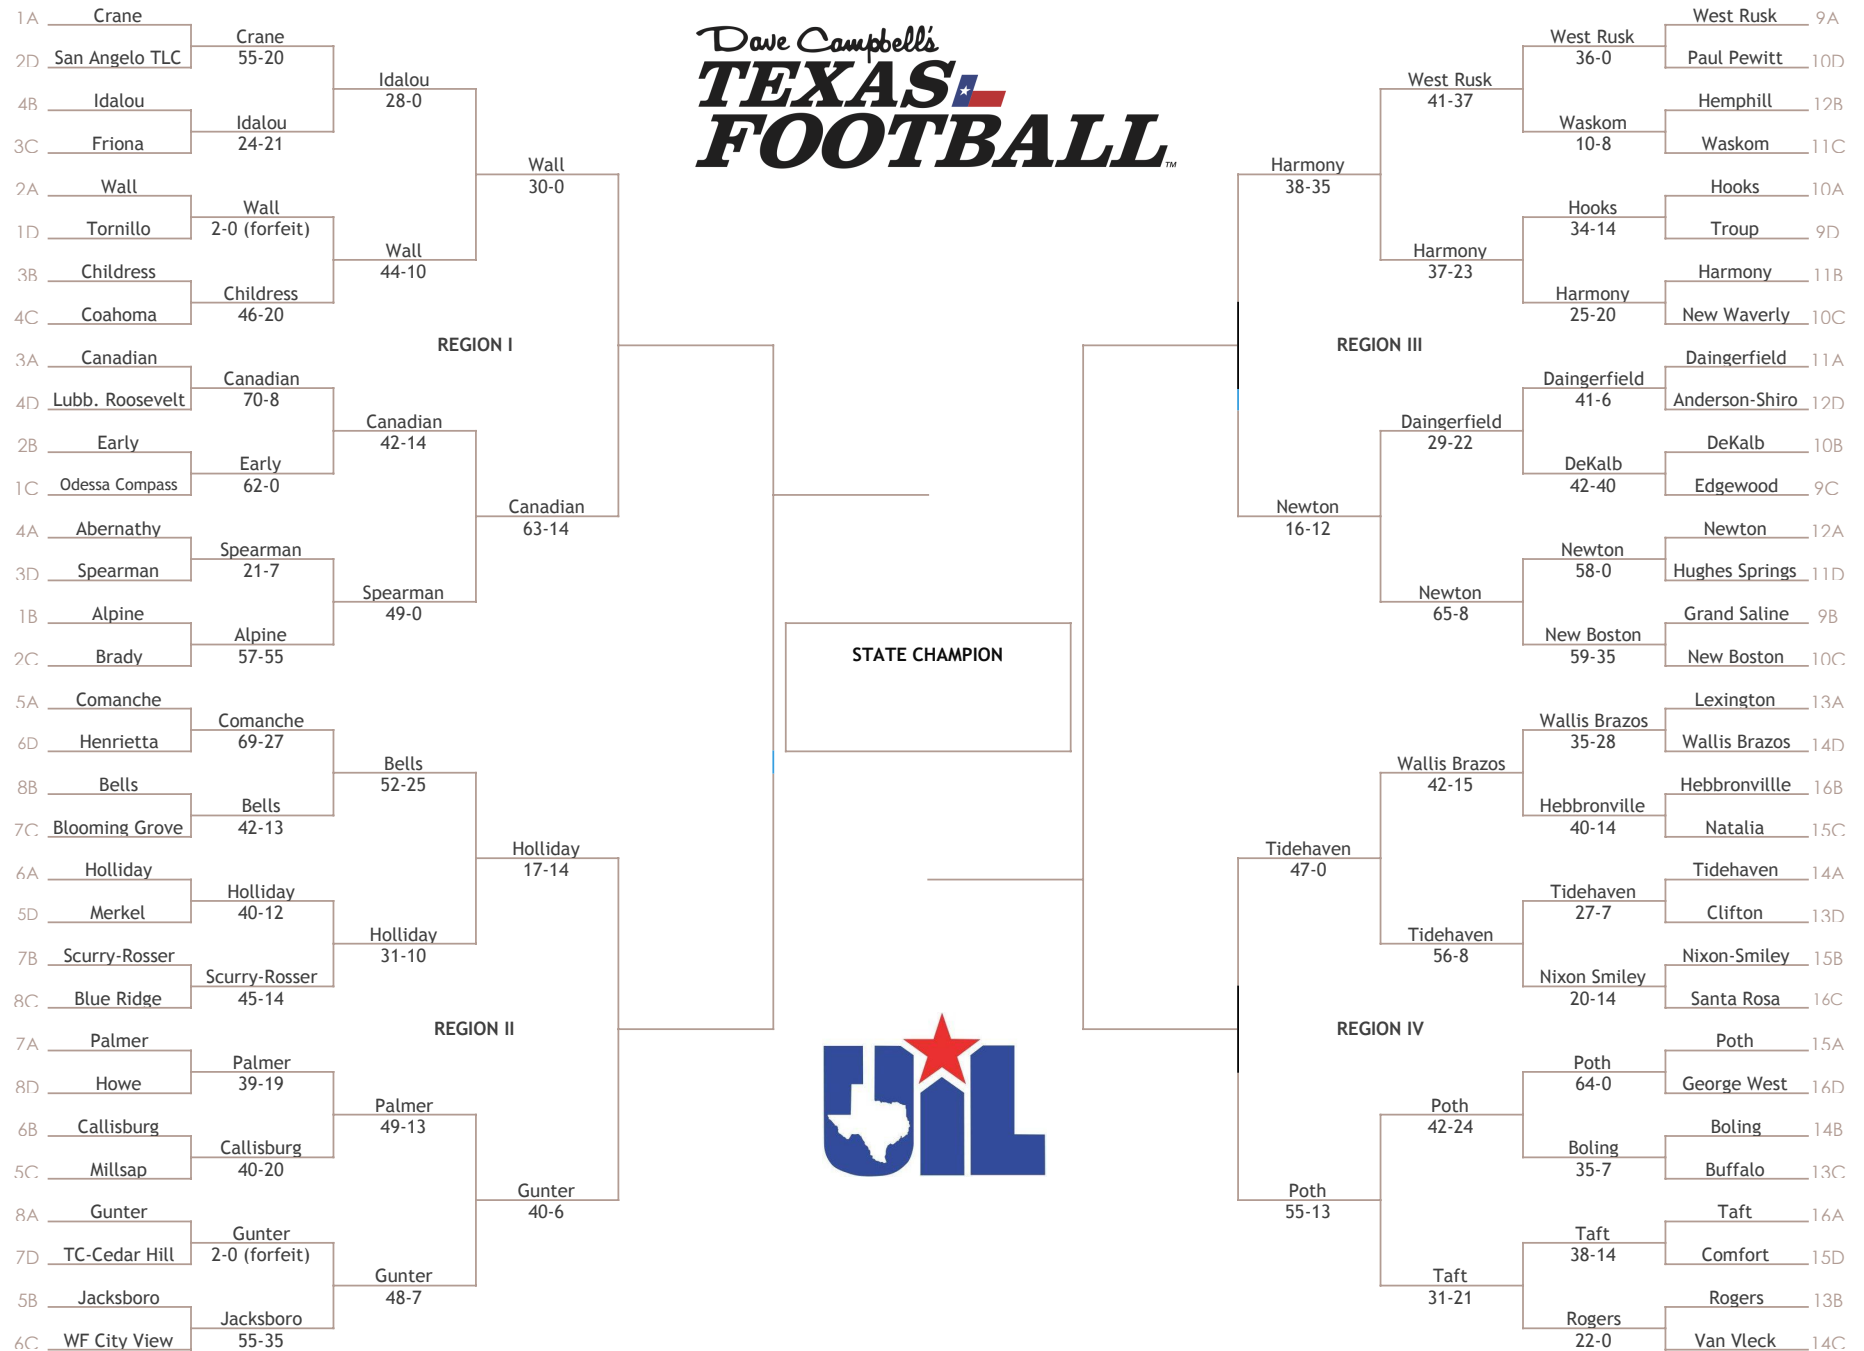 Dave Campbell's
TEXAS
FOOTBALL™
1A Crane
2D San Angelo TLC
4B Idalou
3C Friona
2A Wall
1D Tornillo
3B Childress
4C Coahoma
3A Canadian
4D Lubb. Roosevelt
2B Early
1C Odessa Compass
4A Abernathy
3D Spearman
1B Alpine
2C Brady
5A Comanche
6D Henrietta
8B Bells
7C Blooming Grove
6A Holliday
5D Merkel
7B Scurry-Rosser
8C Blue Ridge
7A Palmer
8D Howe
6B Callisburg
5C Millsap
8A Gunter
7D TC-Cedar Hill
5B Jacksboro
6C WF City View
Crane
55-20
Idalou
24-21
Wall
2-0 (forfeit)
Childress
46-20
Canadian
70-8
Early
62-0
Spearman
21-7
Alpine
57-55
Comanche
69-27
Bells
42-13
Holliday
40-12
Scurry-Rosser
45-14
Palmer
39-19
Callisburg
40-20
Gunter
2-0 (forfeit)
Jacksboro
55-35
Idalou
28-0
Wall
44-10
Canadian
42-14
Spearman
49-0
Bells
52-25
Holliday
31-10
Palmer
49-13
Gunter
48-7
Wall
30-0
Canadian
63-14
Holliday
17-14
Gunter
40-6
REGION I
REGION II
STATE CHAMPION
UIL
REGION III
REGION IV
Harmony
38-35
Newton
16-12
Tidehaven
47-0
Poth
55-13
West Rusk
41-37
Harmony
37-23
Daingerfield
29-22
Newton
65-8
Wallis Brazos
42-15
Tidehaven
56-8
Poth
42-24
Taft
31-21
West Rusk
36-0
Waskom
10-8
Hooks
34-14
Harmony
25-20
Daingerfield
41-6
DeKalb
42-40
Newton
58-0
New Boston
59-35
Wallis Brazos
35-28
Hebbronville
40-14
Tidehaven
27-7
Nixon Smiley
20-14
Poth
64-0
Boling
35-7
Taft
38-14
Rogers
22-0
West Rusk 9A
Paul Pewitt 10D
Hemphill 12B
Waskom 11C
Hooks 10A
Troup 9D
Harmony 11B
New Waverly 10C
Daingerfield 11A
Anderson-Shiro 12D
DeKalb 10B
Edgewood 9C
Newton 12A
Hughes Springs 11D
Grand Saline 9B
New Boston 10C
Lexington 13A
Wallis Brazos 14D
Hebbronvillle 16B
Natalia 15C
Tidehaven 14A
Clifton 13D
Nixon-Smiley 15B
Santa Rosa 16C
Poth 15A
George West 16D
Boling 14B
Buffalo 13C
Taft 16A
Comfort 15D
Rogers 13B
Van Vleck 14C